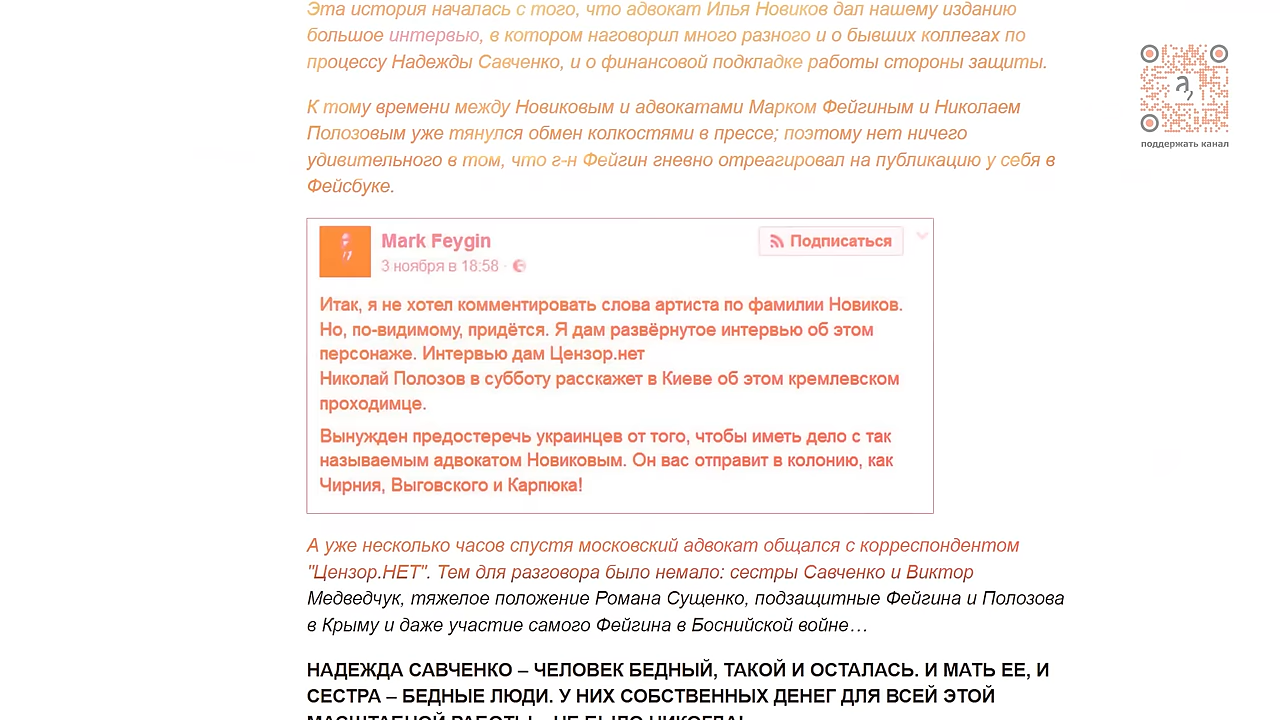 Эта история началась с того, что адвокат Илья Новиков дал нашему изданию
большое интервью, в котором наговорил много разного и о бывших коллегах по
процессу Надежды Савченко, и о финансовой подкладке работы стороны защиты.
К тому времени между Новиковым и адвокатами Марком Фейгиным и Николаем
Полозовым уже тянулся обмен колкостями в прессе; поэтому нет ничего
удивительного в том, что г-н Фейгин гневно отреагировал на публикацию у себя в
Фейсбуке.
поддержать канал
Mark Feygin
Подписаться
3 ноября в 18:58 ·
Итак, я не хотел комментировать слова артиста по фамилии Новиков.
Но, по-видимому, придётся. Я дам развёрнутое интервью об этом
персонаже. Интервью дам Цензор.нет
Николай Полозов в субботу расскажет в Киеве об этом кремлевском
проходимце.
Вынужден предостеречь украинцев от того, чтобы иметь дело с так
называемым адвокатом Новиковым. Он вас отправит в колонию, как
Чирния, Выговского и Карпюка!
А уже несколько часов спустя московский адвокат общался с корреспондентом
"Цензор.НЕТ". Тем для разговора было немало: сестры Савченко и Виктор
Медведчук, тяжелое положение Романа Сущенко, подзащитные Фейгина и Полозова
в Крыму и даже участие самого Фейгина в Боснийской войне…
НАДЕЖДА САВЧЕНКО – ЧЕЛОВЕК БЕДНЫЙ, ТАКОЙ И ОСТАЛАСЬ. И МАТЬ ЕЕ, И
СЕСТРА – БЕДНЫЕ ЛЮДИ. У НИХ СОБСТВЕННЫХ ДЕНЕГ ДЛЯ ВСЕЙ ЭТОЙ
МАСШТАБНОЙ РАБОТЫ – НЕ БЫЛО НИКОГДА!